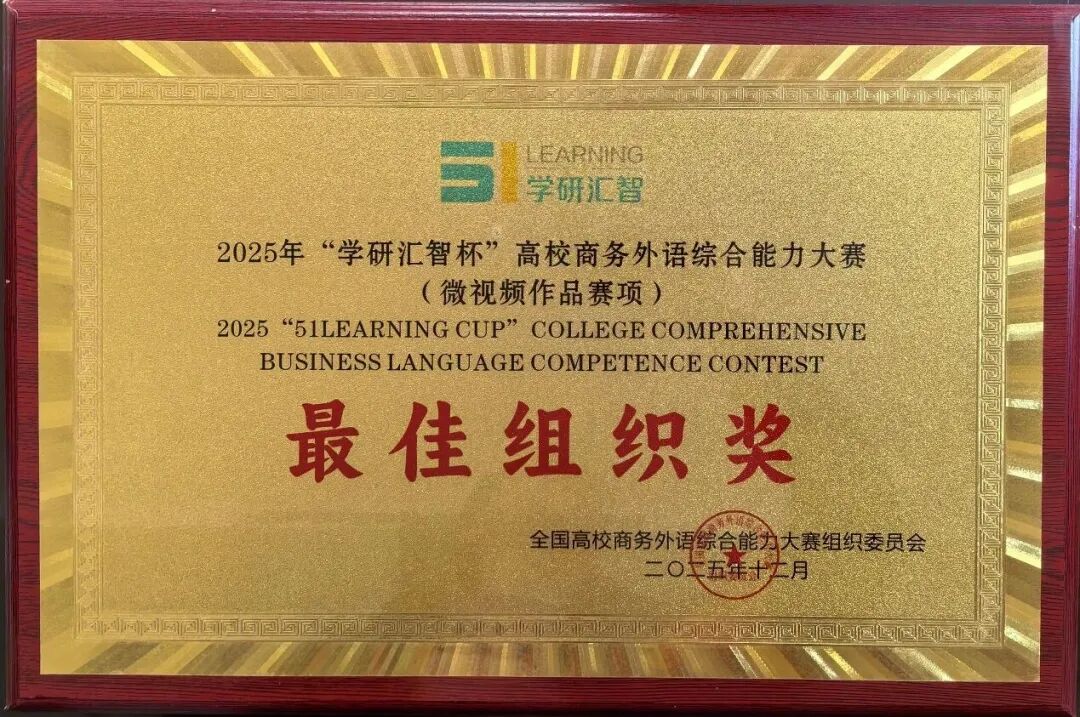 51 LEARNING
学研汇智
2025年“学研汇智杯”高校商务外语综合能力大赛
（微视频作品赛项）
2025 “51LEARNING CUP” COLLEGE COMPREHENSIVE
BUSINESS LANGUAGE COMPETENCE CONTEST
最佳组织奖
全国高校商务外语综合能力大赛组织委员会
二〇二五年十二月